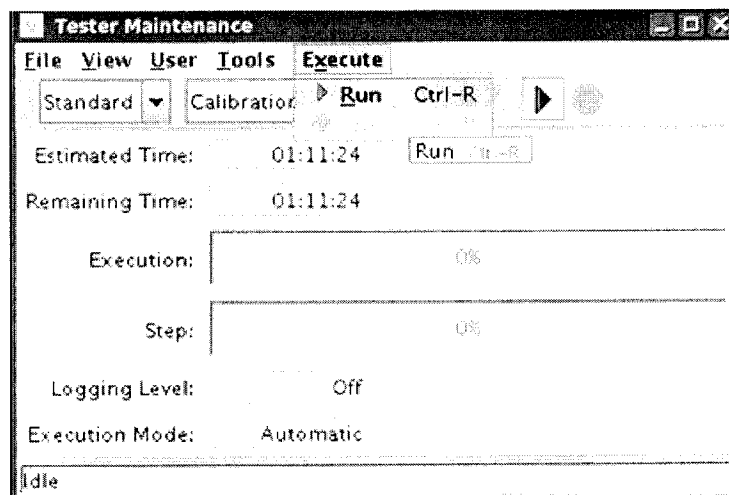 Tester Maintenance
File View User Tools Execute
Standard Calibration Run Ctrl-R
Estimated Time: 01:11:24 Run Ctrl-R
Remaining Time: 01:11:24
Execution: 0%
Step: 0%
Logging Level: Off
Execution Mode: Automatic
Idle